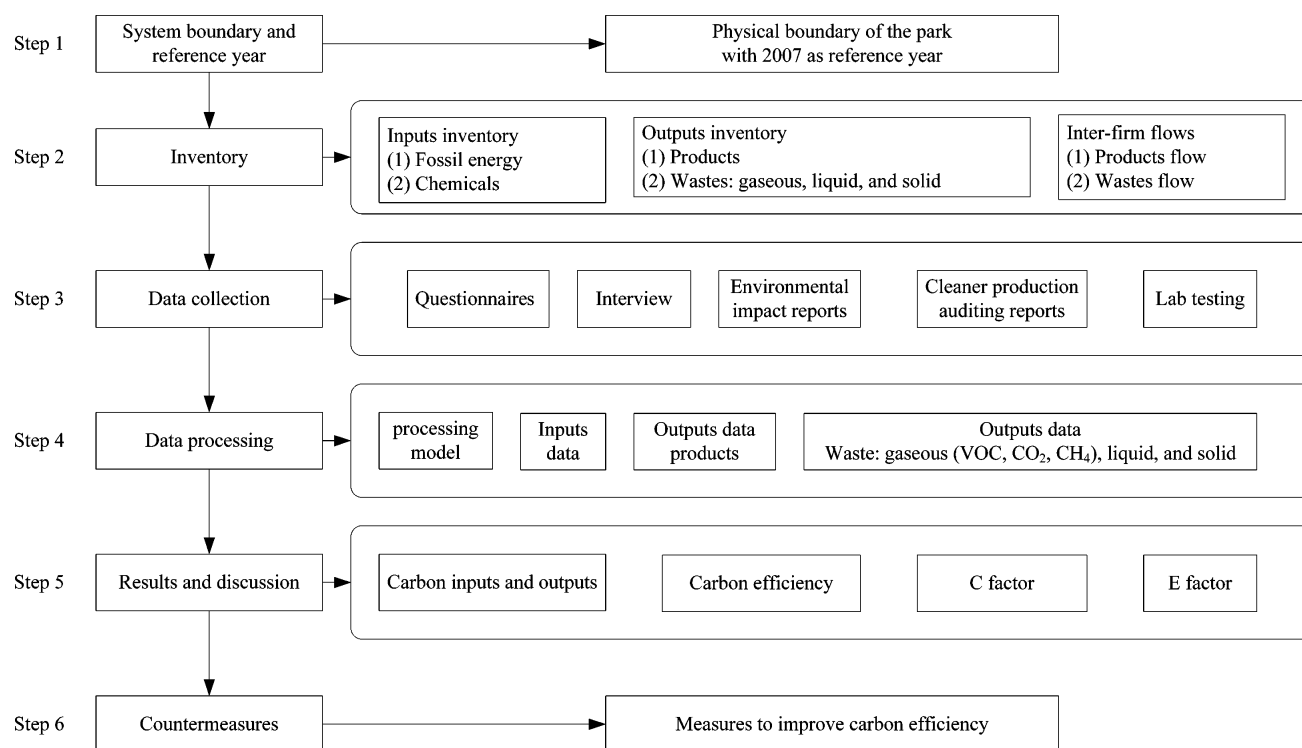 Step 1
System boundary and
reference year
Physical boundary of the park
with 2007 as reference year
Step 2
Inventory
Inputs inventory
(1) Fossil energy
(2) Chemicals
Outputs inventory
(1) Products
(2) Wastes: gaseous, liquid, and solid
Inter-firm flows
(1) Products flow
(2) Wastes flow
Step 3
Data collection
Questionnaires
Interview
Environmental
impact reports
Cleaner production
auditing reports
Lab testing
Step 4
Data processing
processing
model
Inputs
data
Outputs data
products
Outputs data
Waste: gaseous (VOC, CO₂, CH₄), liquid, and solid
Step 5
Results and discussion
Carbon inputs and outputs
Carbon efficiency
C factor
E factor
Step 6
Countermeasures
Measures to improve carbon efficiency